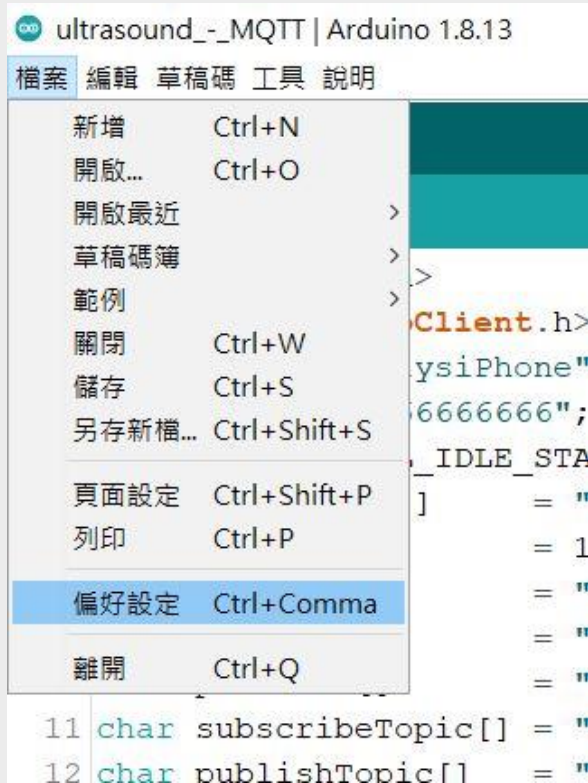 ultrasound_-_MQTT | Arduino 1.8.13
檔案 編輯 草稿碼 工具 說明
新增 Ctrl+N
開啟... Ctrl+O
開啟最近 >
草稿碼簿 >
範例 >
關閉 Ctrl+W
儲存 Ctrl+S
另存新檔... Ctrl+Shift+S
頁面設定 Ctrl+Shift+P
列印 Ctrl+P
偏好設定 Ctrl+Comma
離開 Ctrl+Q
>
Client.h>
ysiPhone"
66666666";
_IDLE_STA
] = "
= 1
= "
= "
= "
11 char subscribeTopic[] = "
12 char publishTopic[] = "